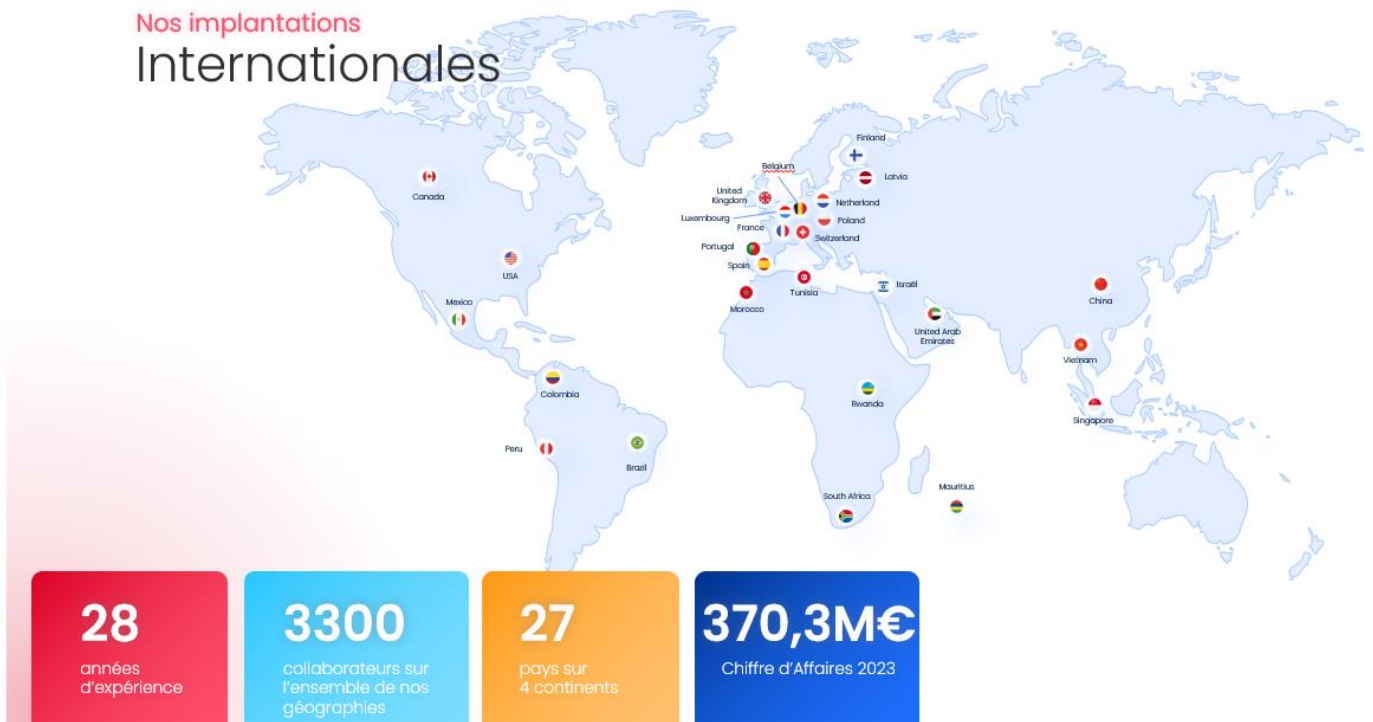 Nos implantations
Internationales
Finland
Belgium
Latvia
Canada
United
Kingdom
Netherland
Luxembourg
Poland
France
Switzerland
Portugal
Spain
USA
Tunisia
Israël
Mexico
Morocco
China
United Arab
Emirates
Vietnam
Colombia
Rwanda
Singapore
Peru
Brazil
Mauritius
South Africa
28
années
d'expérience
3300
collaborateurs sur
l'ensemble de nos
géographies
27
pays sur
4 continents
370,3M€
Chiffre d'Affaires 2023